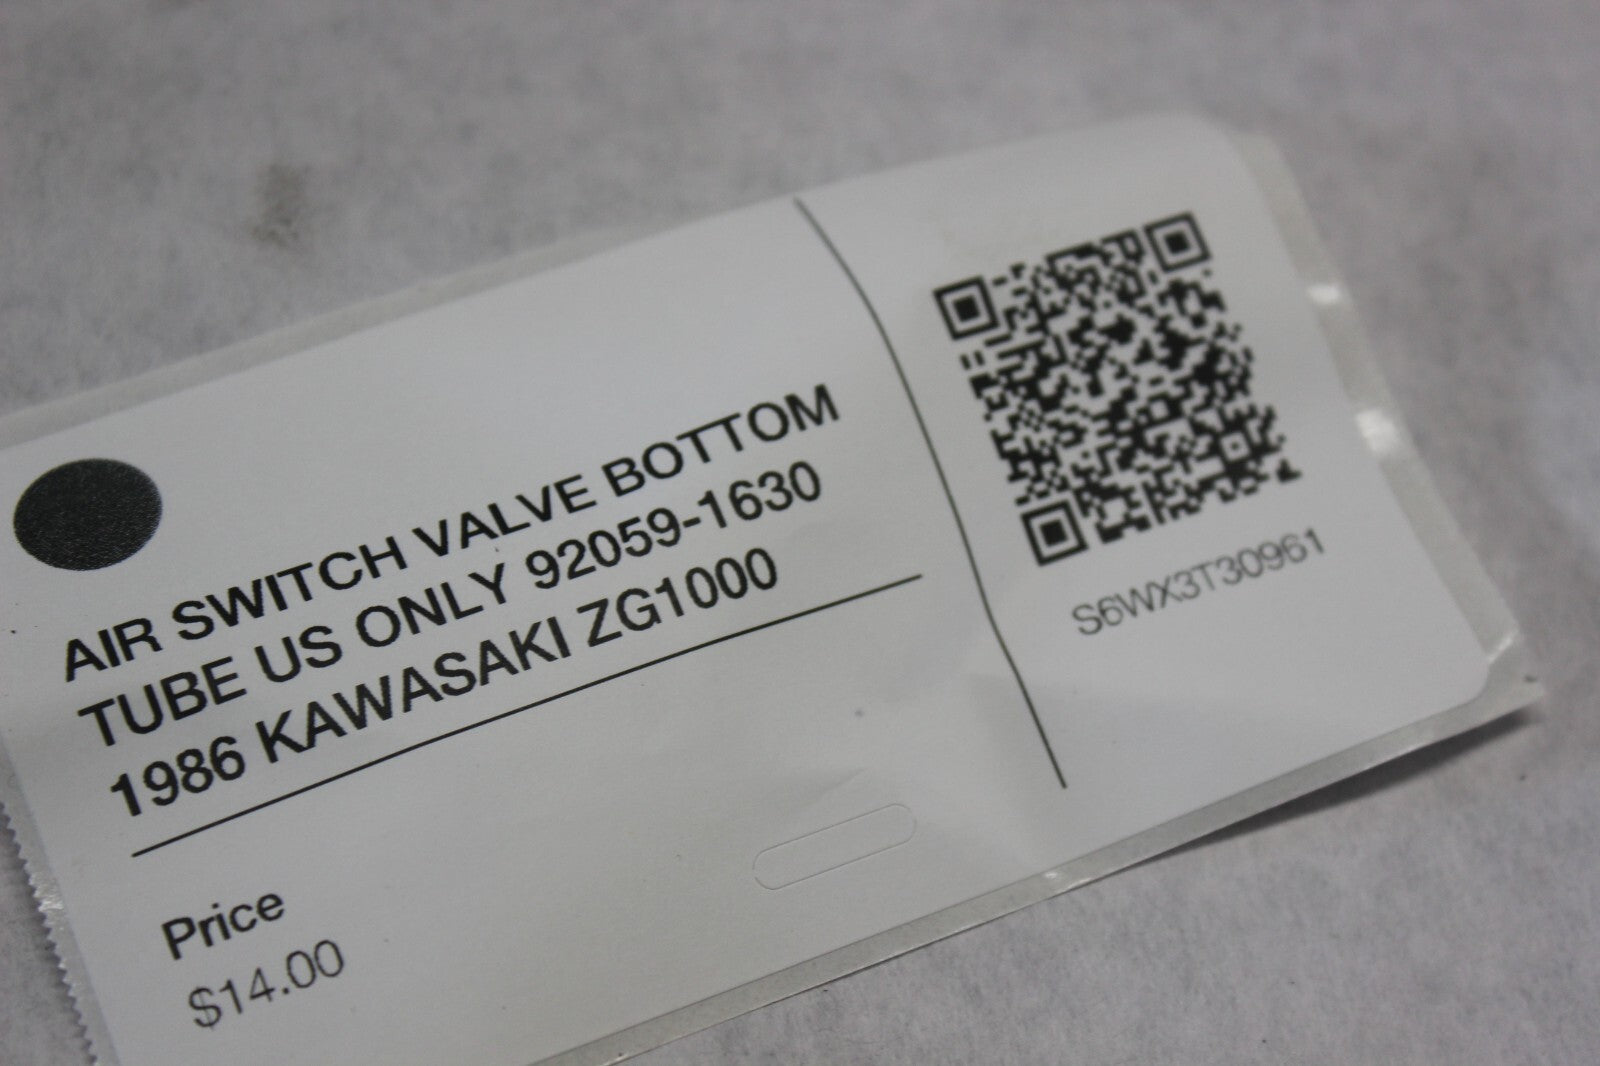 AIR SWITCH VALVE BOTTOM
TUBE US ONLY 92059-1630
1986 KAWASAKI ZG1000
Price
$14.00
S6WX3T30961